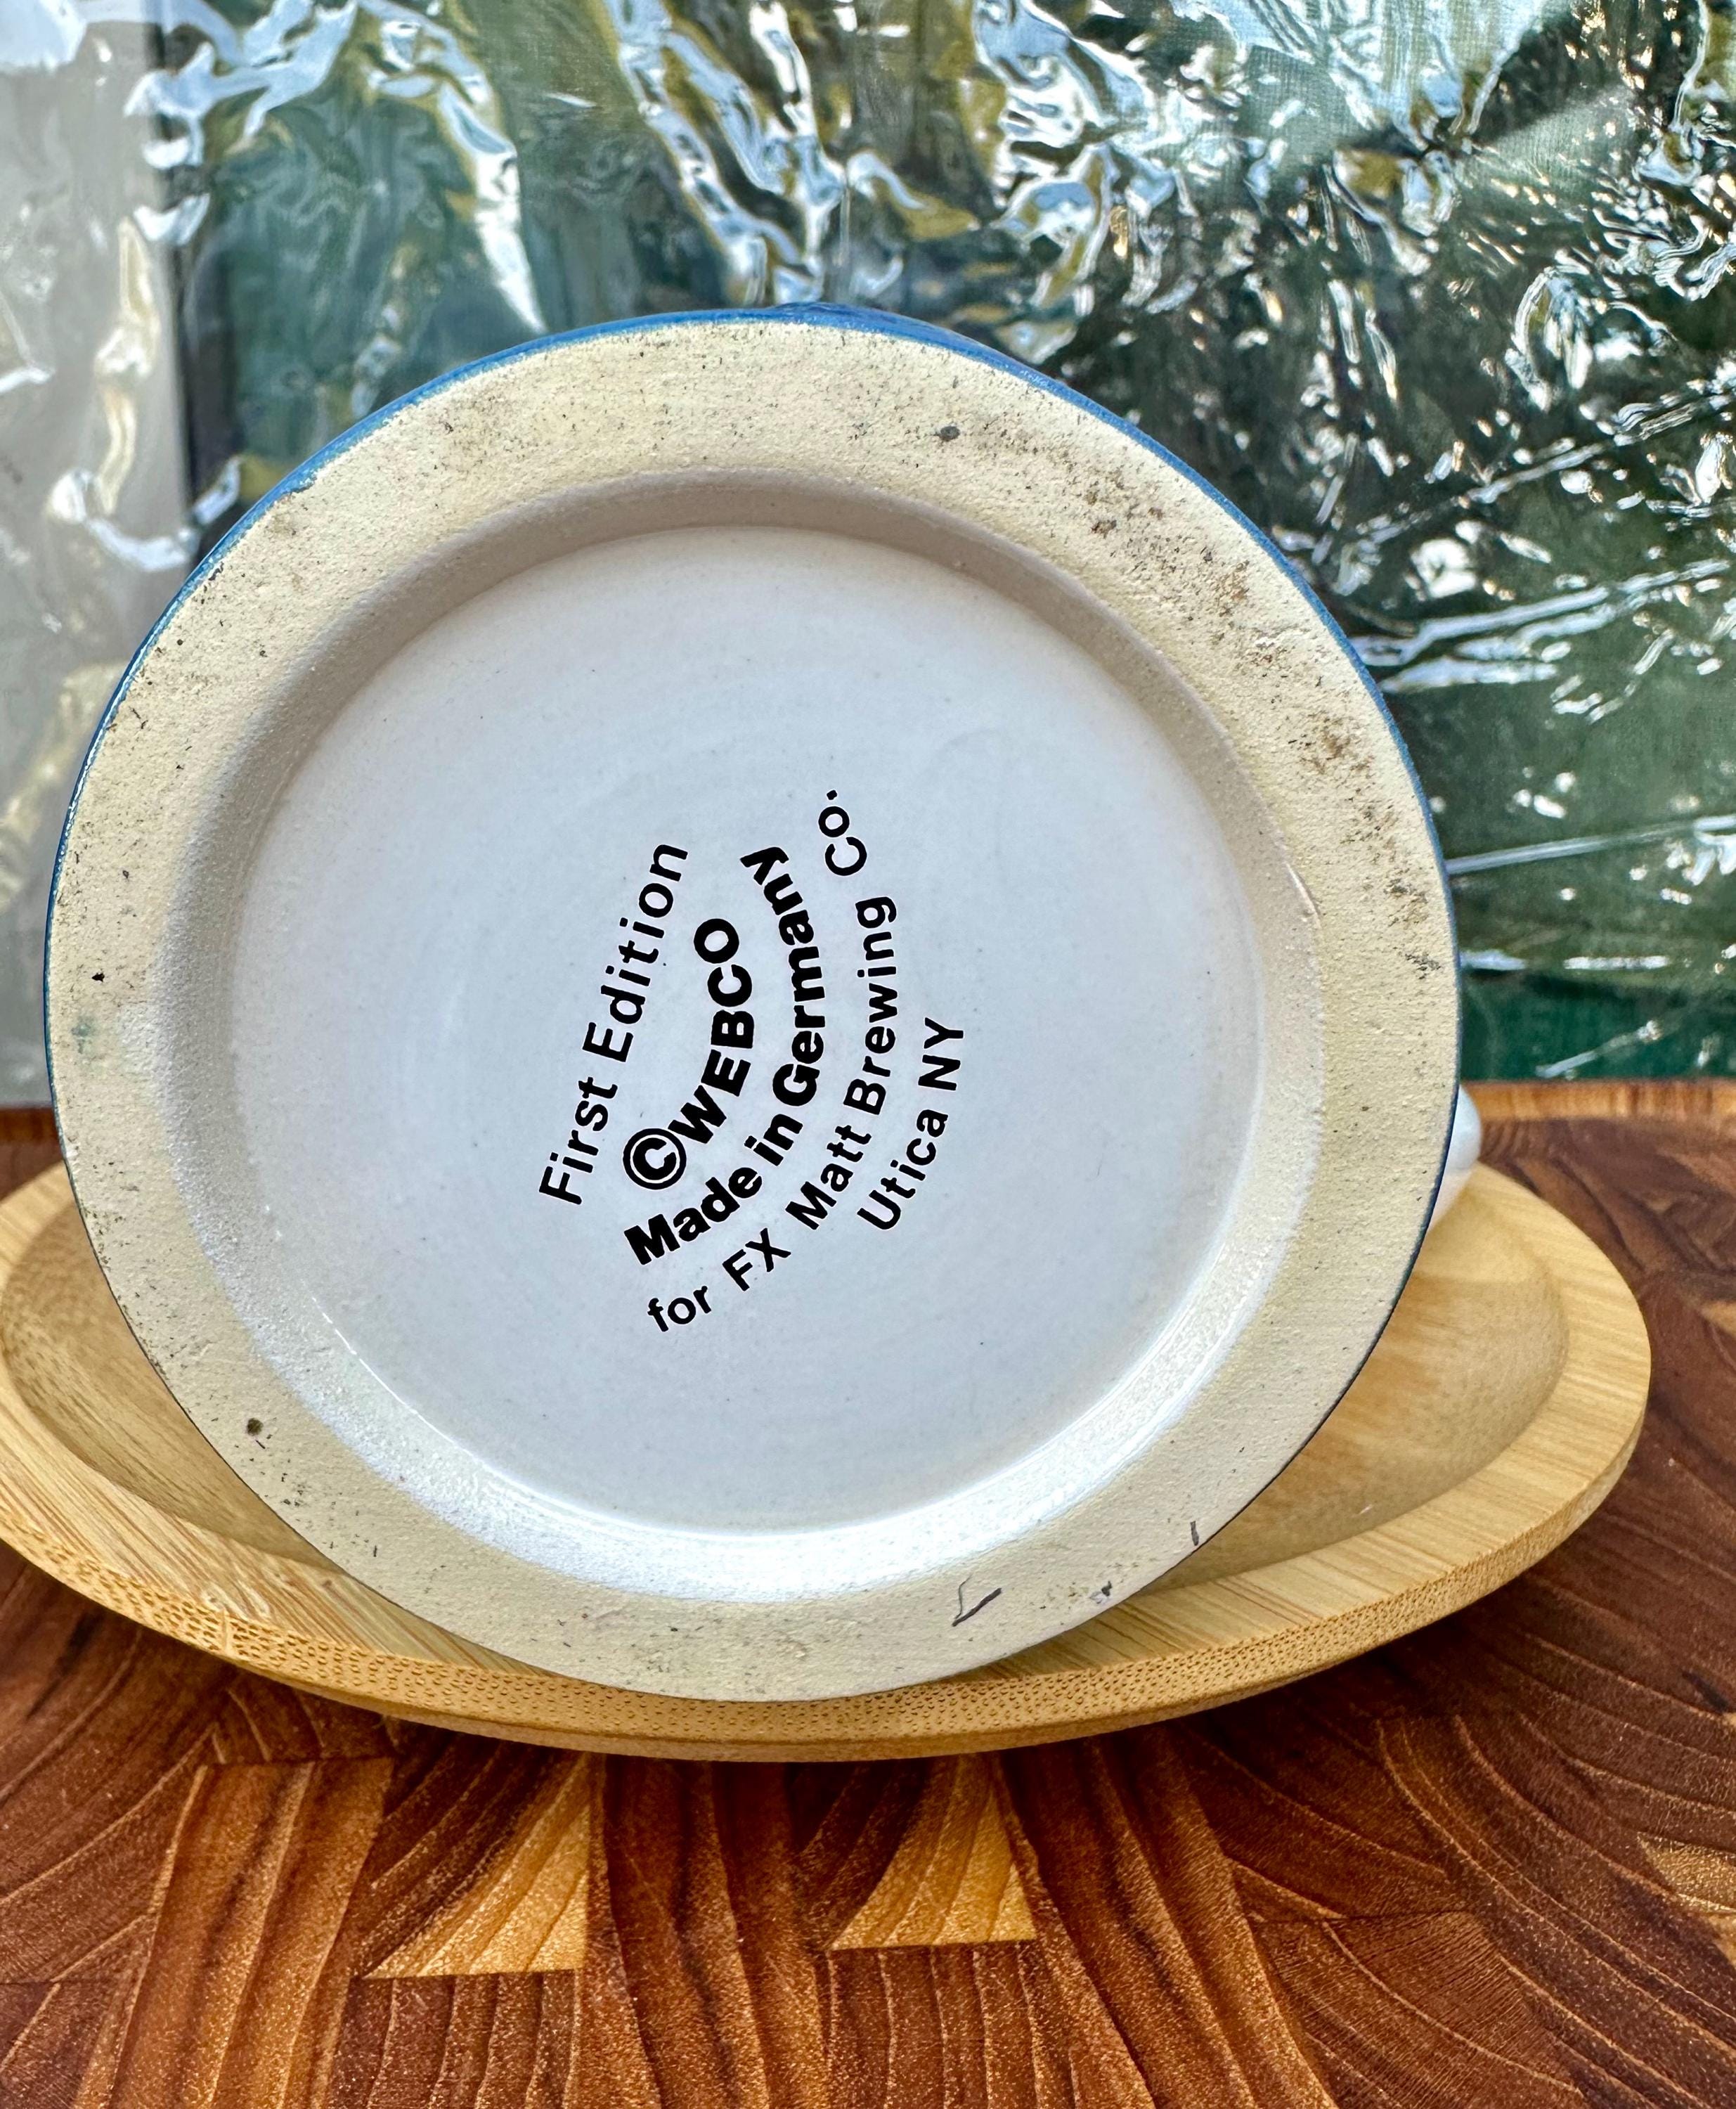 First Edition
©WEBCO
Made in Germany
for FX Matt Brewing Co.
Utica NY